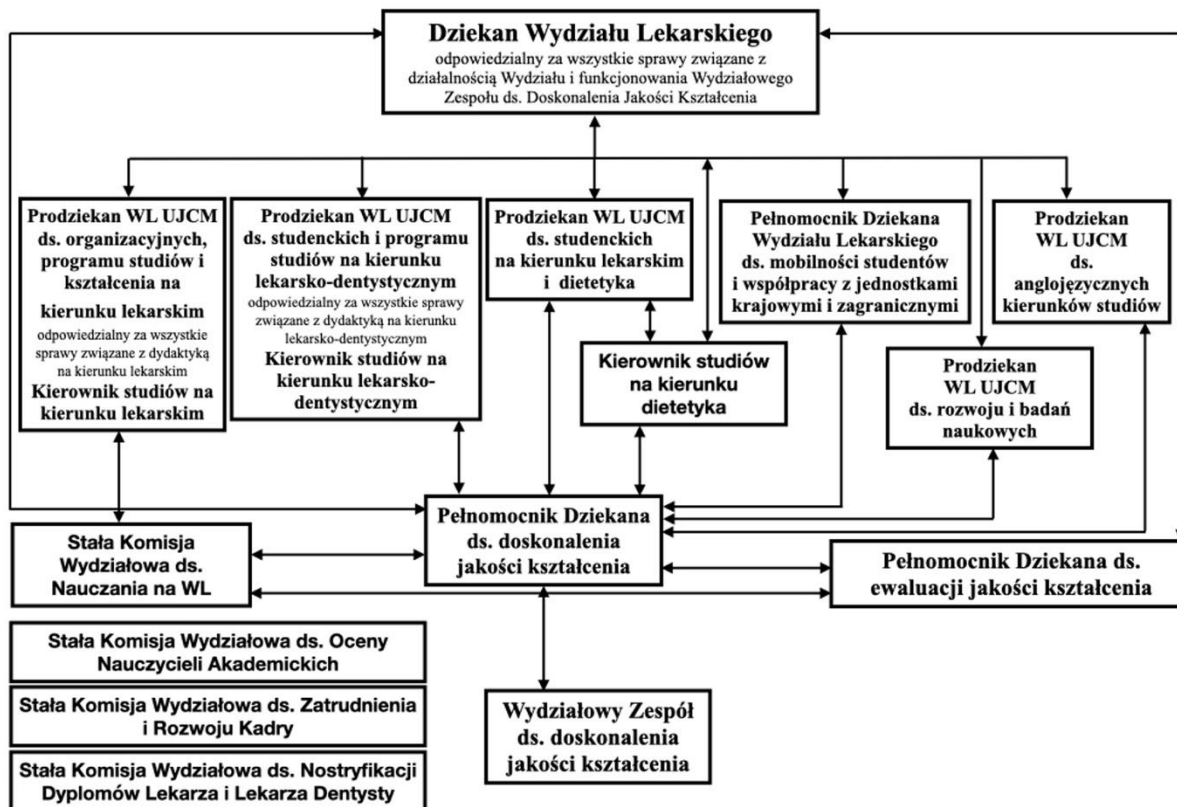 Dziekan Wydziału Lekarskiego
odpowiedzialny za wszystkie sprawy związane z
działalnością Wydziału i funkcjonowania Wydziałowego
Zespołu ds. Doskonalenia Jakości Kształcenia
Prodziekan WL UJCM
ds. organizacyjnych,
programu studiów i
kształcenia na
kierunku lekarskim
odpowiedzialny za wszystkie
sprawy związane z dydaktyką
na kierunku lekarskim
Kierownik studiów na
kierunku lekarskim
Prodziekan WL UJCM
ds. studenckich i programu
studiów na kierunku
lekarsko-dentystycznym
odpowiedzialny za wszystkie sprawy
związane z dydaktyką na kierunku
lekarsko-dentystycznym
Kierownik studiów na
kierunku lekarsko-
dentystycznym
Prodziekan WL UJCM
ds. studenckich
na kierunku lekarskim
i dietetyka
Pełnomocnik Dziekana
Wydziału Lekarskiego
ds. mobilności studentów
i współpracy z jednostkami
krajowymi i zagranicznymi
Prodziekan
WL UJCM
ds.
anglojęzycznych
kierunków studiów
Kierownik studiów
na kierunku
dietetyka
Prodziekan
WL UJCM
ds. rozwoju i badań
naukowych
Stała Komisja
Wydziałowa ds.
Nauczania na WL
Pełnomocnik Dziekana
ds. doskonalenia
jakości kształcenia
Pełnomocnik Dziekana ds.
ewaluacji jakości kształcenia
Stała Komisja Wydziałowa ds. Oceny
Nauczycieli Akademickich
Stała Komisja Wydziałowa ds. Zatrudnienia
i Rozwoju Kadry
Stała Komisja Wydziałowa ds. Nostryfikacji
Dyplomów Lekarza i Lekarza Dentysty
Wydziałowy Zespół
ds. doskonalenia
jakości kształcenia